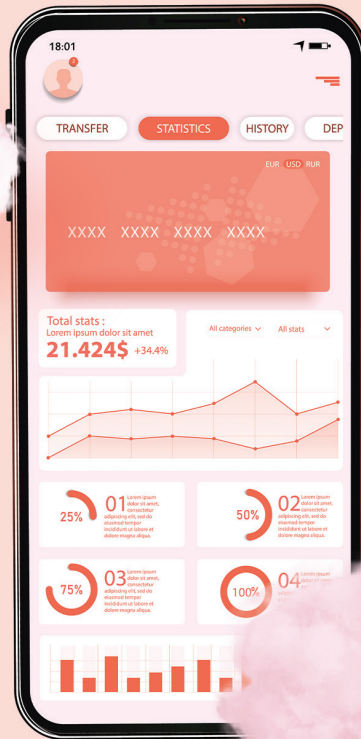 18:01
2
TRANSFER
STATISTICS
HISTORY
DEP
EUR USD RUR
XXXX XXXX XXXX XXXX
Total stats :
Lorem ipsum dolor sit amet
21.424$ +34.4%
All categories
All stats
25%
01
Lorem ipsum
dolor sit amet,
consectetur
adipiscing elit, sed do
eiusmod tempor
incididunt ut labore et
dolore magna aliqua.
50%
02
Lorem ipsum
dolor sit amet,
consectetur
adipiscing elit, sed do
eiusmod tempor
incididunt ut labore et
dolore magna aliqua.
75%
03
Lorem ipsum
dolor sit amet,
consectetur
adipiscing elit, sed do
eiusmod tempor
incididunt ut labore et
dolore magna aliqua.
100%
04
Lorem ipsum